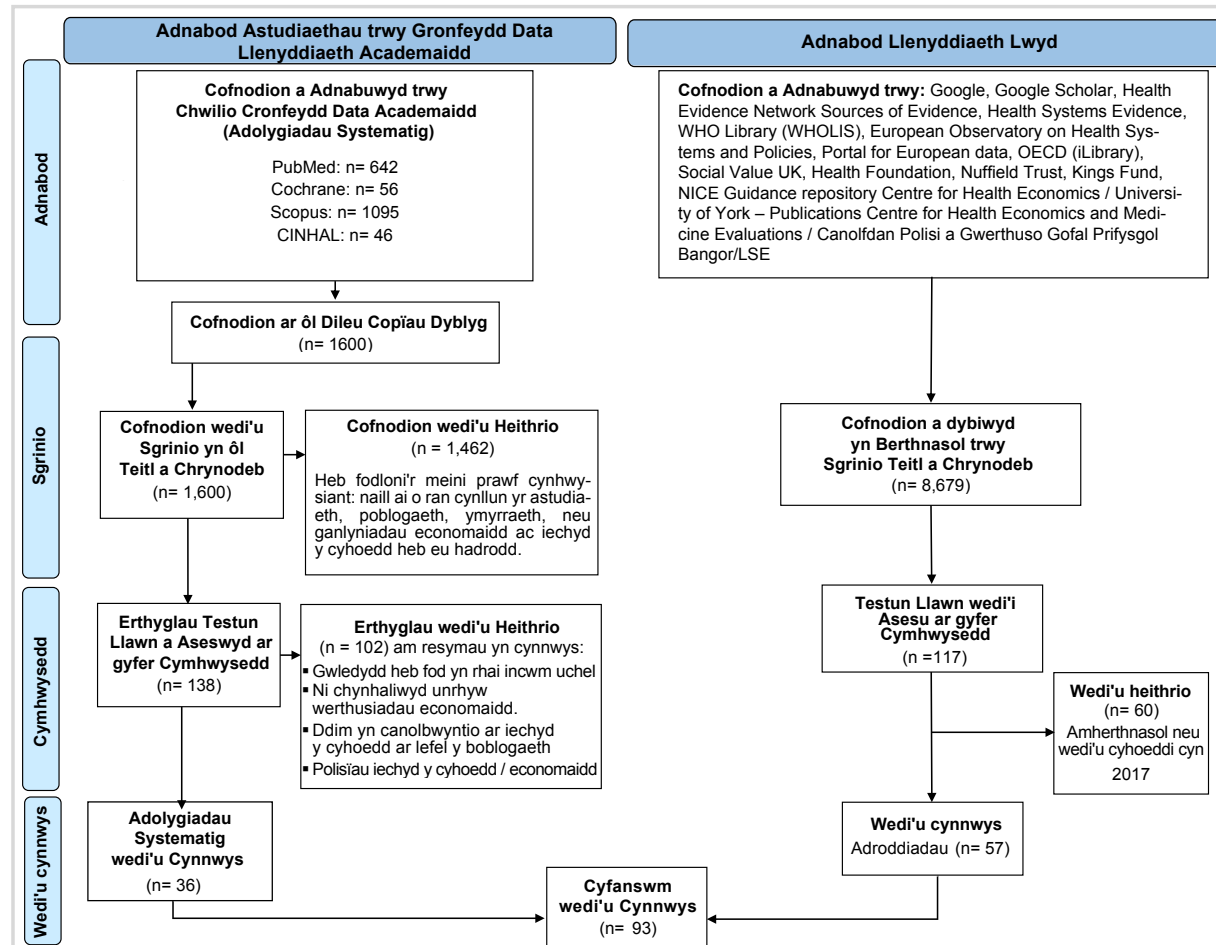 Adnabod Astudiaethau trwy Gronfeydd Data
Llenyddiaeth Academaidd
Adnabod Llenyddiaeth Lwyd
Adnabod
Cofnodion a Adnabuwyd trwy
Chwilio Cronfeydd Data Academaidd
(Adolygiadau Systematig)
PubMed: n= 642
Cochrane: n= 56
Scopus: n= 1095
CINHAL: n= 46
Cofnodion a Adnabuwyd trwy: Google, Google Scholar, Health
Evidence Network Sources of Evidence, Health Systems Evidence,
WHO Library (WHOLIS), European Observatory on Health Sys-
tems and Policies, Portal for European data, OECD (iLibrary),
Social Value UK, Health Foundation, Nuffield Trust, Kings Fund,
NICE Guidance repository Centre for Health Economics / Univer-
sity of York – Publications Centre for Health Economics and Medi-
cine Evaluations / Canolfdan Polisi a Gwerthuso Gofal Prifysgol
Bangor/LSE
Cofnodion ar ôl Dileu Copïau Dyblyg
(n= 1600)
Sgrinio
Cofnodion wedi'u
Sgrinio yn ôl
Teitl a Chrynodeb
(n= 1,600)
Cofnodion wedi'u Heithrio
(n = 1,462)
Heb fodloni'r meini prawf cynhwy-
siant: naill ai o ran cynllun yr astudia-
eth, poblogaeth, ymyrraeth, neu
ganlyniadau economaidd ac iechyd
y cyhoedd heb eu hadrodd.
Cofnodion a dybiwyd
yn Berthnasol trwy
Sgrinio Teitl a Chrynodeb
(n= 8,679)
Cymhwysedd
Erthyglau Testun
Llawn a Aseswyd ar
gyfer Cymhwysedd
(n= 138)
Erthyglau wedi'u Heithrio
(n = 102) am resymau yn cynnwys:
▪ Gwledydd heb fod yn rhai incwm uchel
▪ Ni chynhaliwyd unrhyw
werthusiadau economaidd.
▪ Ddim yn canolbwyntio ar iechyd
y cyhoedd ar lefel y boblogaeth
▪ Polisïau iechyd y cyhoedd / economaidd
Testun Llawn wedi'i
Asesu ar gyfer
Cymhwysedd
(n =117)
Wedi'u heithrio
(n= 60)
Amherthnasol neu
wedi'u cyhoeddi cyn
2017
Wedi'u cynnwys
Adolygiadau
Systematig
wedi'u Cynnwys
(n= 36)
Wedi'u cynnwys
Adroddiadau (n= 57)
Cyfanswm
wedi'u Cynnwys
(n= 93)